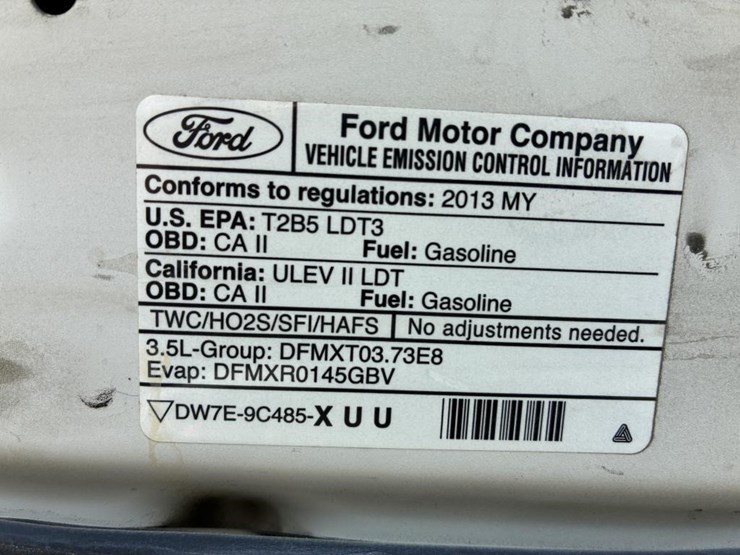 Ford
Ford Motor Company
VEHICLE EMISSION CONTROL INFORMATION
Conforms to regulations: 2013 MY
U.S. EPA: T2B5 LDT3
OBD: CA II Fuel: Gasoline
California: ULEV II LDT
OBD: CA II Fuel: Gasoline
TWC/HO2S/SFI/HAFS No adjustments needed.
3.5L-Group: DFMXT03.73E8
Evap: DFMXR0145GBV
DW7E-9C485-X U U